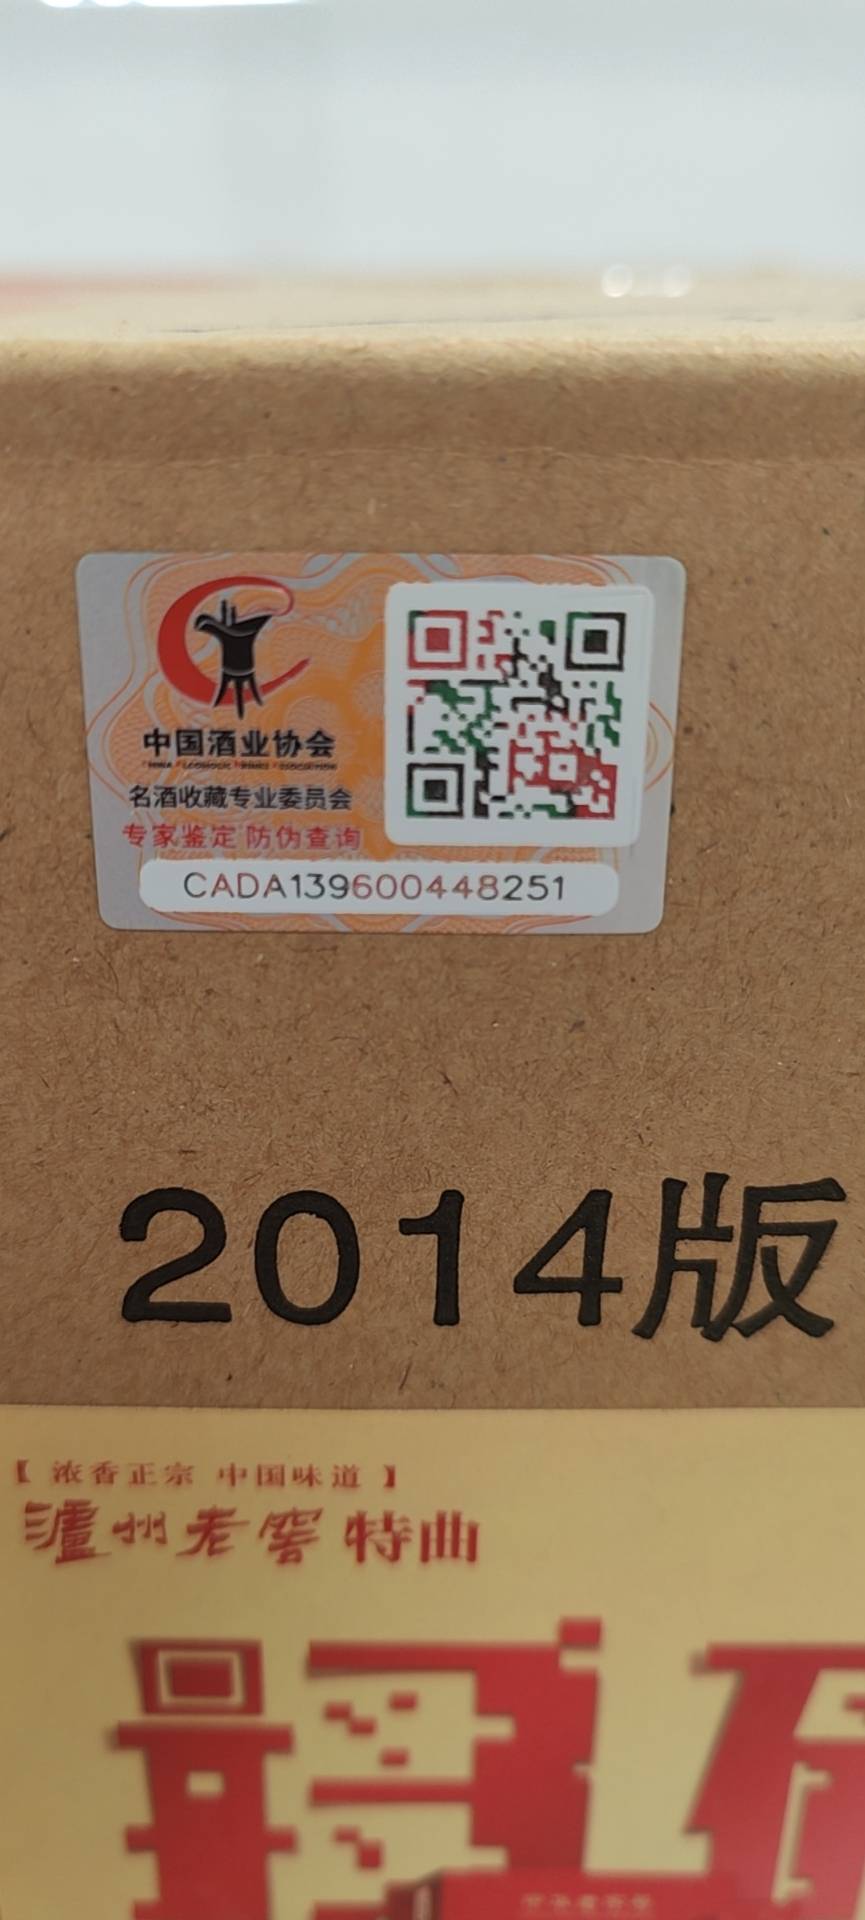 中国酒业协会
名酒收藏专业委员会
专家鉴定 防伪查询
CADA139600448251
2014版
【 浓香正宗 中国味道 】
泸州老窖 特曲